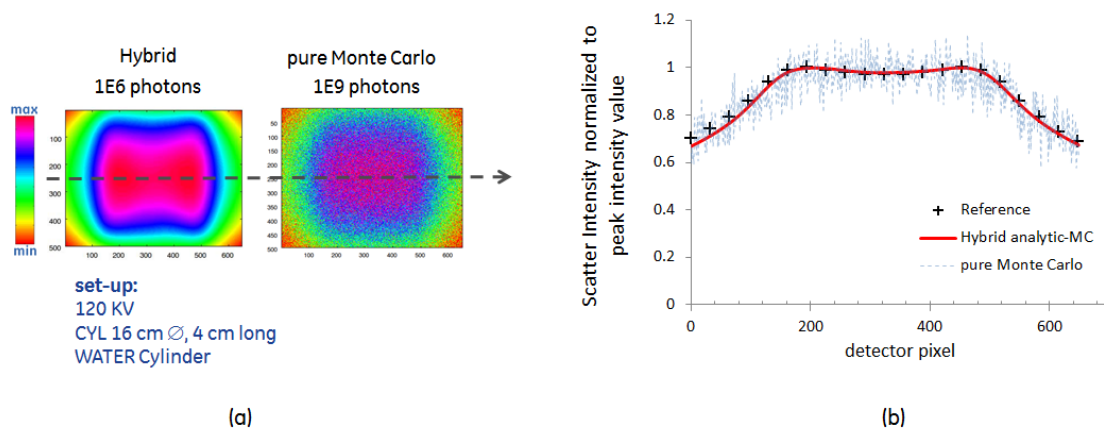 Hybrid
1E6 photons
pure Monte Carlo
1E9 photons
max
min
100
200
300
400
500
100 200 300 400 500 600
50
100
150
200
250
300
350
400
450
500
100 200 300 400 500 600
set-up:
120 KV
CYL 16 cm ∅, 4 cm long
WATER Cylinder
(a)
Scatter Intensity normalized to
peak intensity value
1.2
1
0.8
0.6
0.4
0.2
0
0 200 400 600
detector pixel
Reference
Hybrid analytic-MC
pure Monte Carlo
(b)